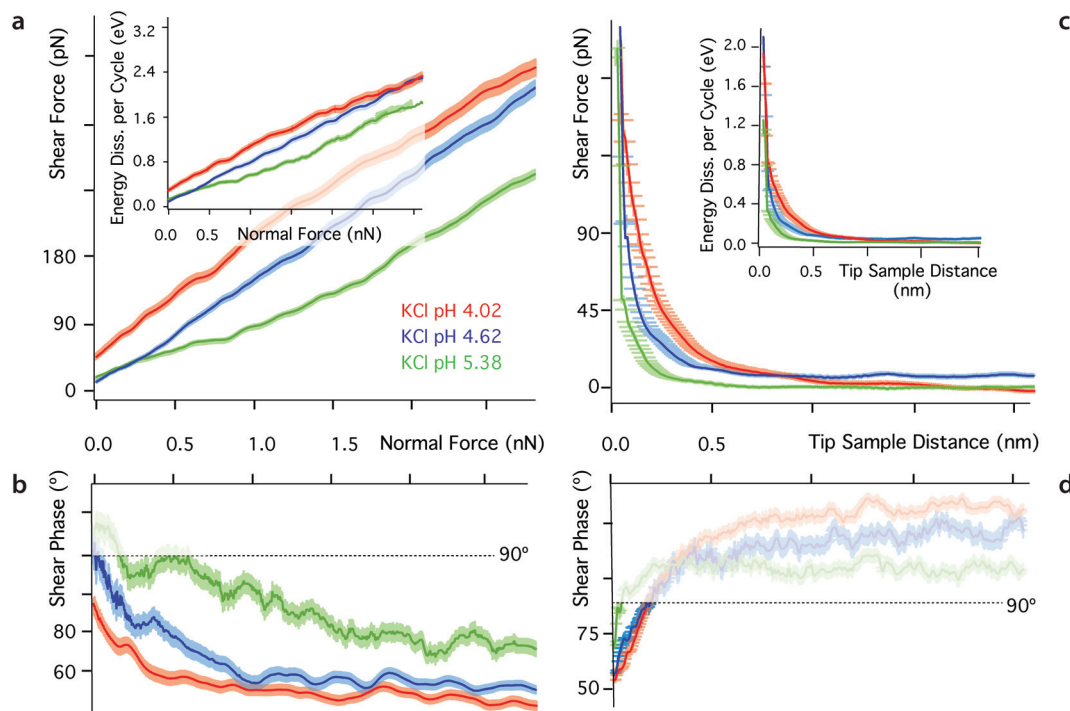 a
Shear Force (pN)
180
90
0
Energy Diss. per Cycle (eV)
3.2
2.4
1.6
0.8
0.0
0.0 0.5
Normal Force (nN)
KCl pH 4.02
KCl pH 4.62
KCl pH 5.38
0.0 0.5 1.0 1.5 Normal Force (nN)
c
Shear Force (pN)
90
45
0
Energy Diss. per Cycle (eV)
2.0
1.6
1.2
0.8
0.4
0.0
0.0 0.5
Tip Sample Distance
(nm)
0.0 0.5 Tip Sample Distance (nm)
b
Shear Phase (º)
90º
80
60
d
Shear Phase (º)
90º
75
50